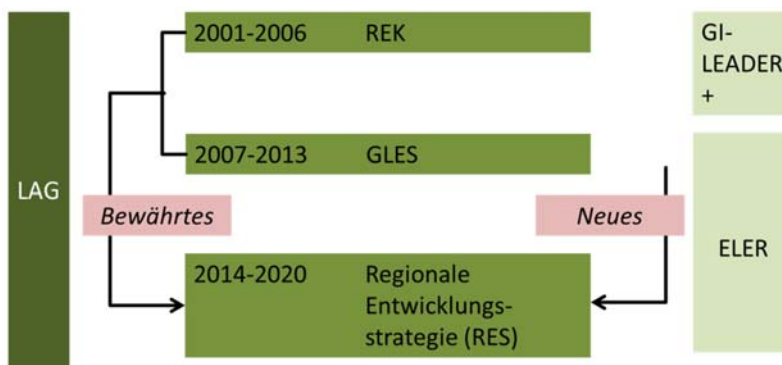 2001-2006 REK
GI-
LEADER
+
2007-2013 GLES
LAG
Bewährtes
Neues
ELER
2014-2020 Regionale
Entwicklungs-
strategie (RES)